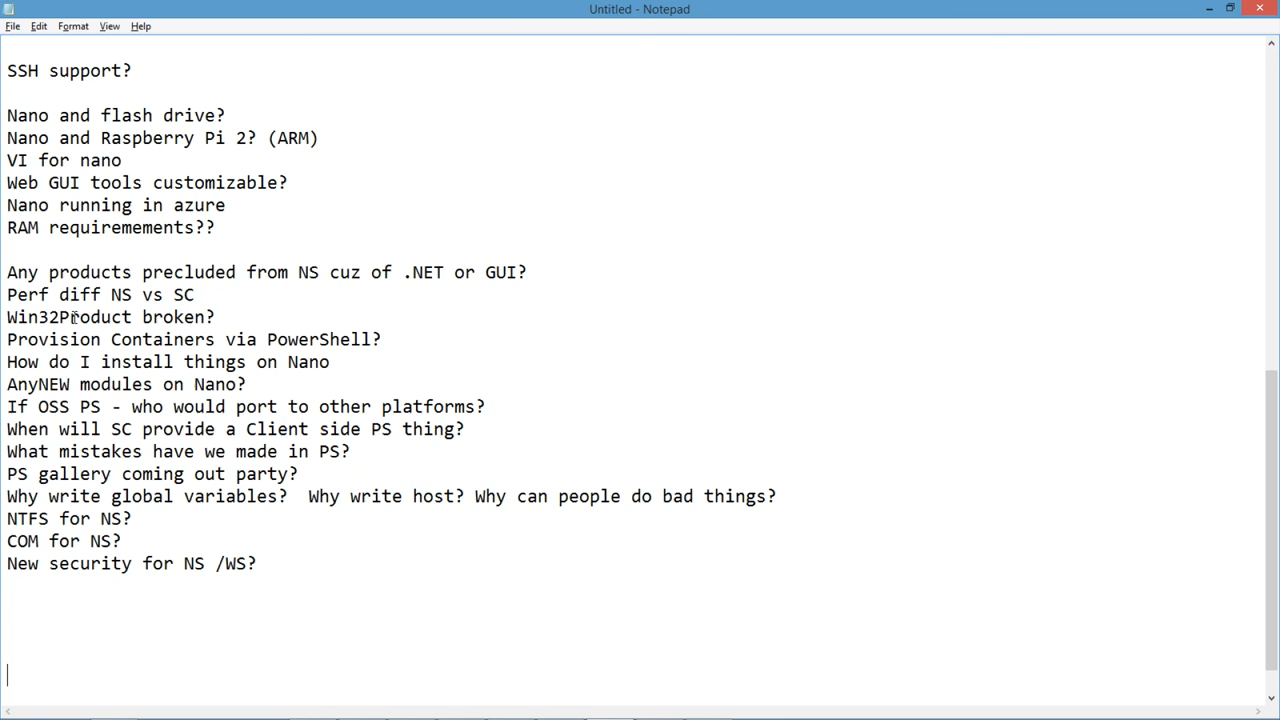 Untitled - Notepad
File Edit Format View Help
SSH support?
Nano and flash drive?
Nano and Raspberry Pi 2? (ARM)
VI for nano
Web GUI tools customizable?
Nano running in azure
RAM requiremements??
Any products precluded from NS cuz of .NET or GUI?
Perf diff NS vs SC
Win32Product broken?
Provision Containers via PowerShell?
How do I install things on Nano
AnyNEW modules on Nano?
If OSS PS - who would port to other platforms?
When will SC provide a Client side PS thing?
What mistakes have we made in PS?
PS gallery coming out party?
Why write global variables?  Why write host? Why can people do bad things?
NTFS for NS?
COM for NS?
New security for NS /WS?